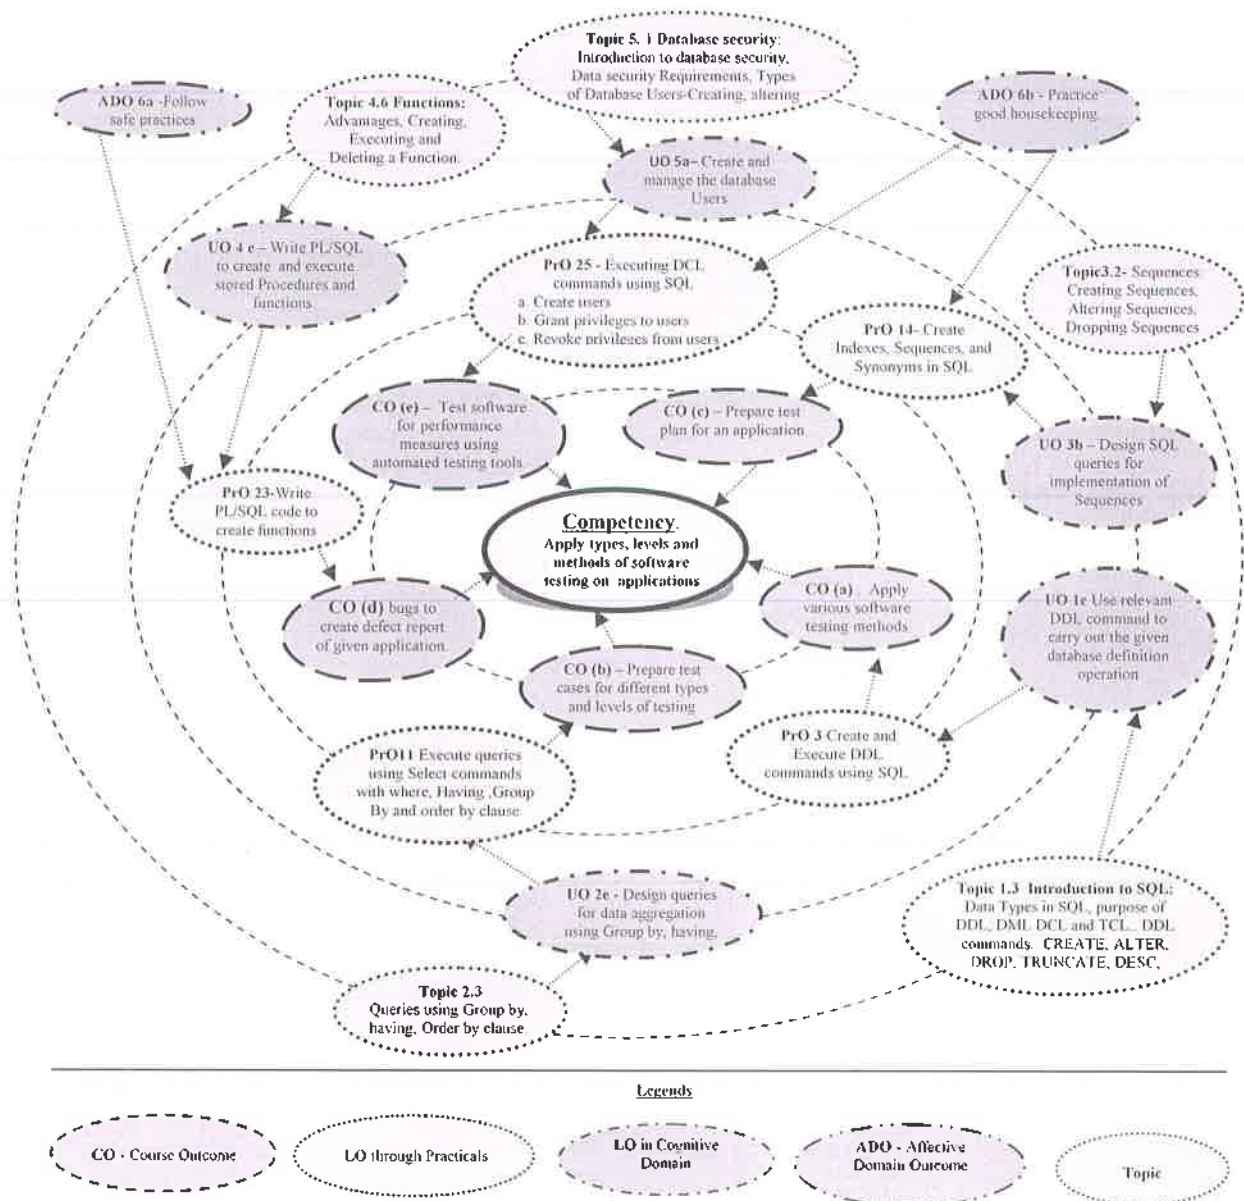 Topic 5. 1 Database security:
Introduction to database security,
Data security Requirements, Types
of Database Users-Creating, altering
ADO 6a -Follow
safe practices
Topic 4.6 Functions:
Advantages, Creating,
Executing and
Deleting a Function.
ADO 6b - Practice
good housekeeping.
UO 5a– Create and
manage the database
Users
UO 4 e – Write PL/SQL
to create and execute
stored Procedures and
functions
PrO 25 - Executing DCL
commands using SQL
a. Create users
b. Grant privileges to users
c. Revoke privileges from users
Topic3.2- Sequences
Creating Sequences,
Altering Sequences,
Dropping Sequences
PrO 14– Create
Indexes, Sequences, and
Synonyms in SQL
CO (e) – Test software
for performance
measures using
automated testing tools.
CO (c) – Prepare test
plan for an application
UO 3b – Design SQL
queries for
implementation of
Sequences
PrO 23-Write
PL/SQL code to
create functions
Competency.
Apply types, levels and
methods of software
testing on applications
CO (d) bugs to
create defect report
of given application.
CO (a) Apply
various software
testing methods
UO 1e Use relevant
DDL command to
carry out the given
database definition
operation
CO (b) – Prepare test
cases for different types
and levels of testing
PrO11 Execute queries
using Select commands
with where, Having ,Group
By and order by clause
PrO 3 Create and
Execute DDL
commands using SQL
UO 2e - Design queries
for data aggregation
using Group by, having,
Topic 1.3 Introduction to SQL:
Data Types in SQL, purpose of
DDL, DML DCL and TCL. DDL
commands. CREATE, ALTER,
DROP, TRUNCATE, DESC,
Topic 2.3
Queries using Group by,
having, Order by clause
Legends
CO - Course Outcome
LO through Practicals
LO in Cognitive
Domain
ADO - Affective
Domain Outcome
Topic